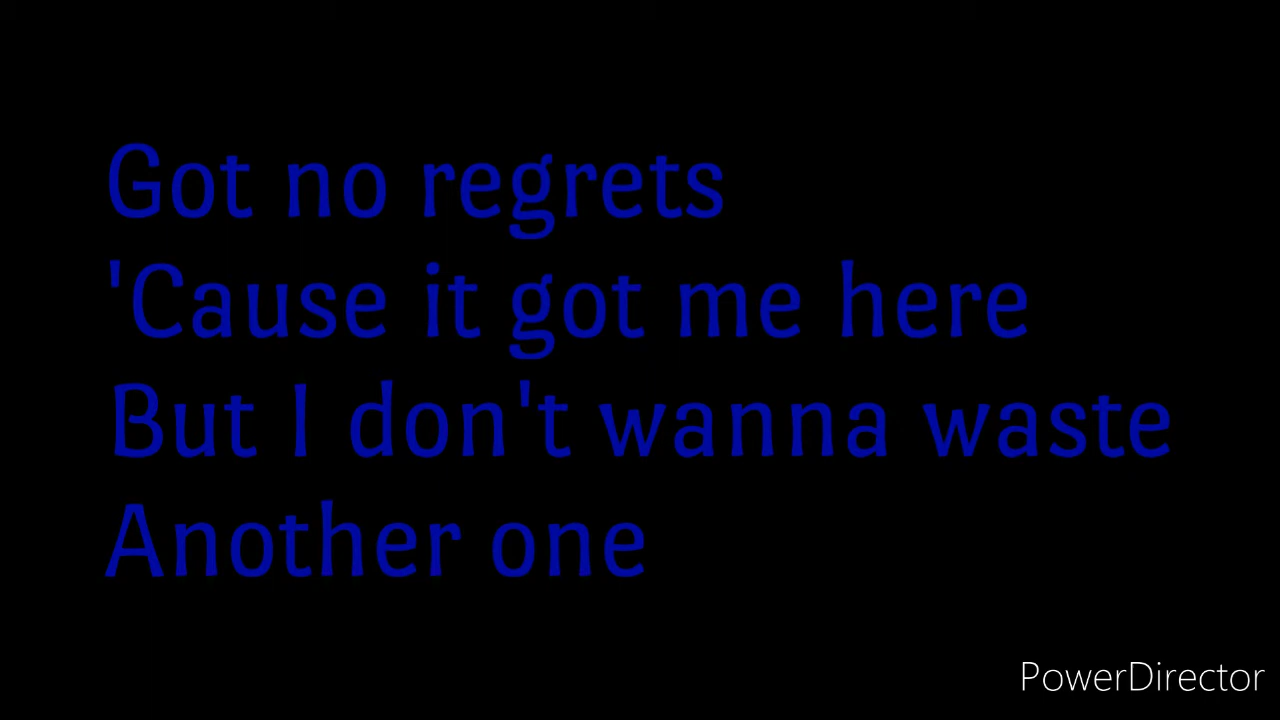 Got no regrets
'Cause it got me here
But I don't wanna waste
Another one
PowerDirector